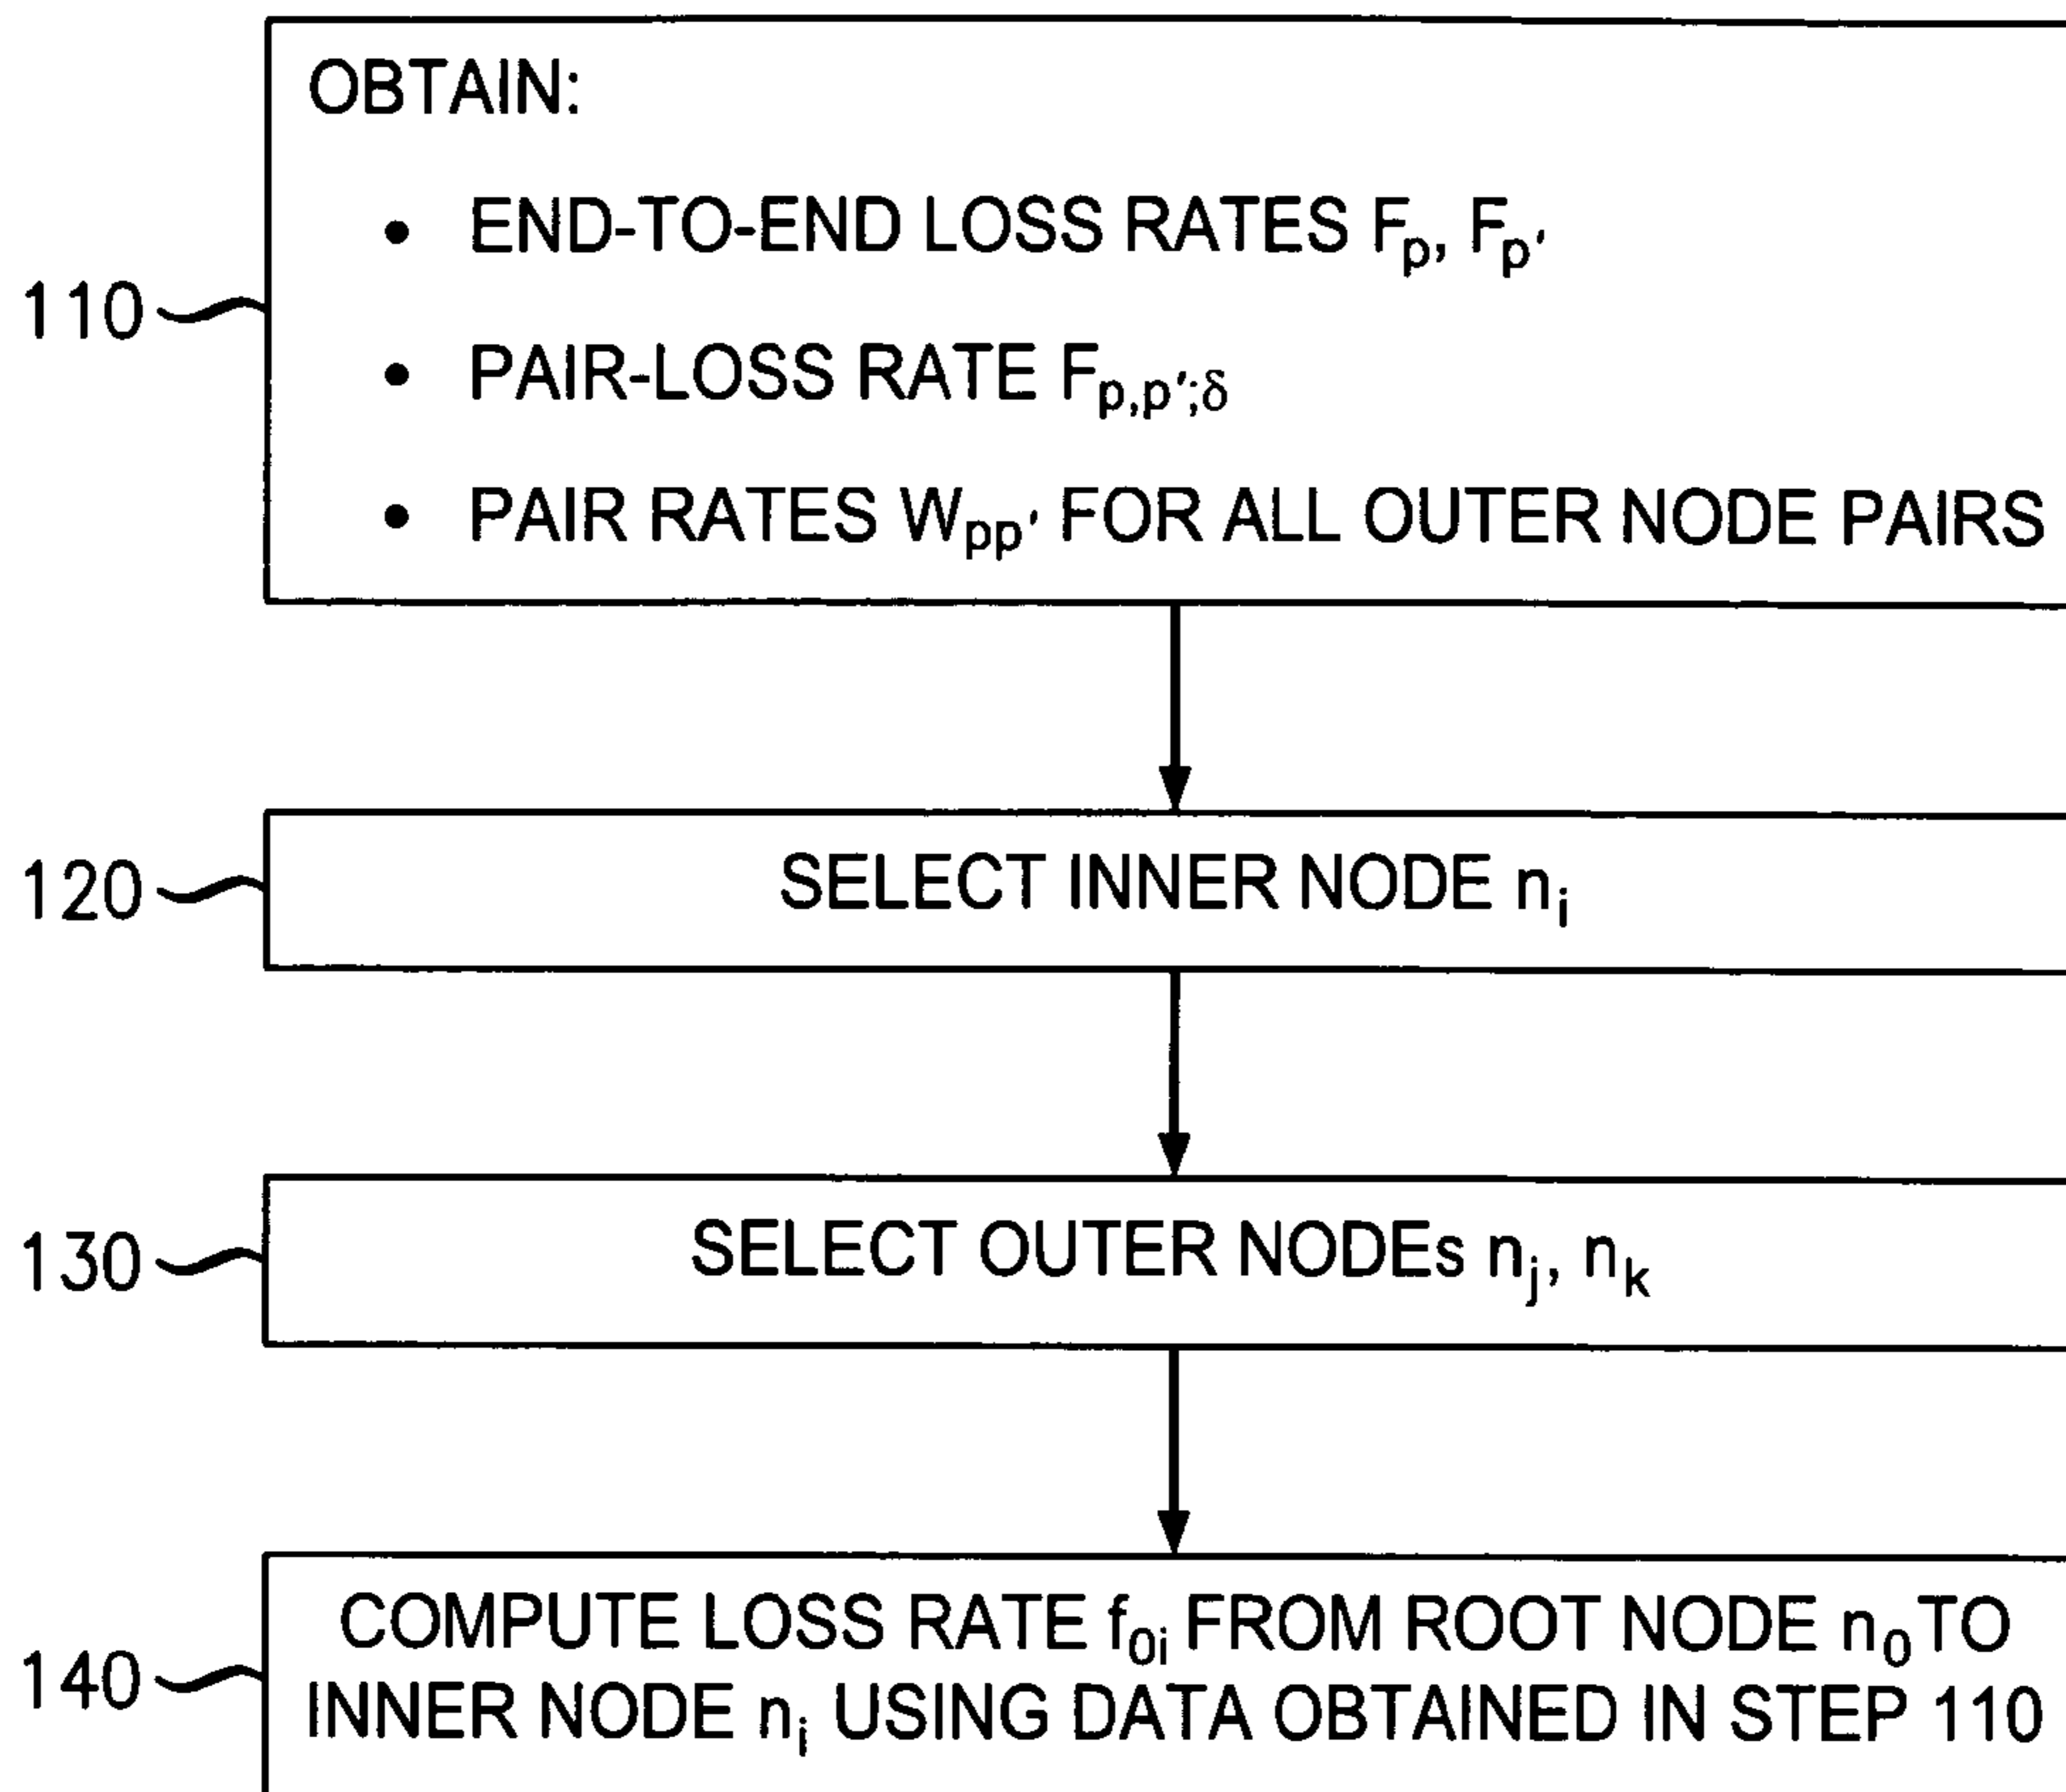 OBTAIN:
• END-TO-END LOSS RATES Fp, Fp'
110
• PAIR-LOSS RATE Fp,p';δ
• PAIR RATES Wpp' FOR ALL OUTER NODE PAIRS
120
SELECT INNER NODE ni
130
SELECT OUTER NODEs nj, nk
140
COMPUTE LOSS RATE f0i FROM ROOT NODE n0 TO
INNER NODE ni USING DATA OBTAINED IN STEP 110